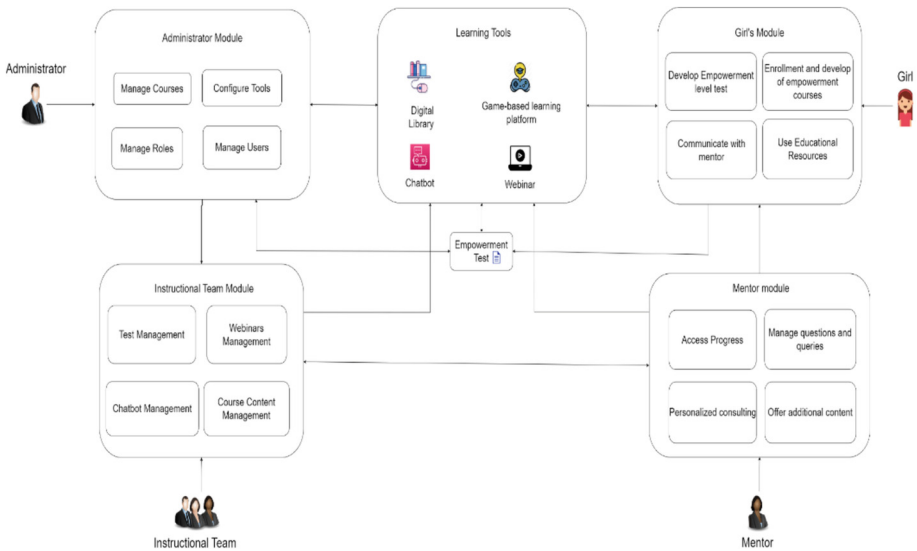 Administrator
Administrator Module
Manage Courses
Configure Tools
Manage Roles
Manage Users
Learning Tools
Digital
Library
Game-based learning
platform
Chatbot
Webinar
Girl's Module
Develop Empowerment
level test
Enrollment and develop
of empowerment
courses
Communicate with
mentor
Use Educational
Resources
Girl
Empowerment
Test
Instructional Team Module
Test Management
Webinars
Management
Chatbot Management
Course Content
Management
Mentor module
Access Progress
Manage questions and
queries
Personalized consulting
Offer additional content
Instructional Team
Mentor